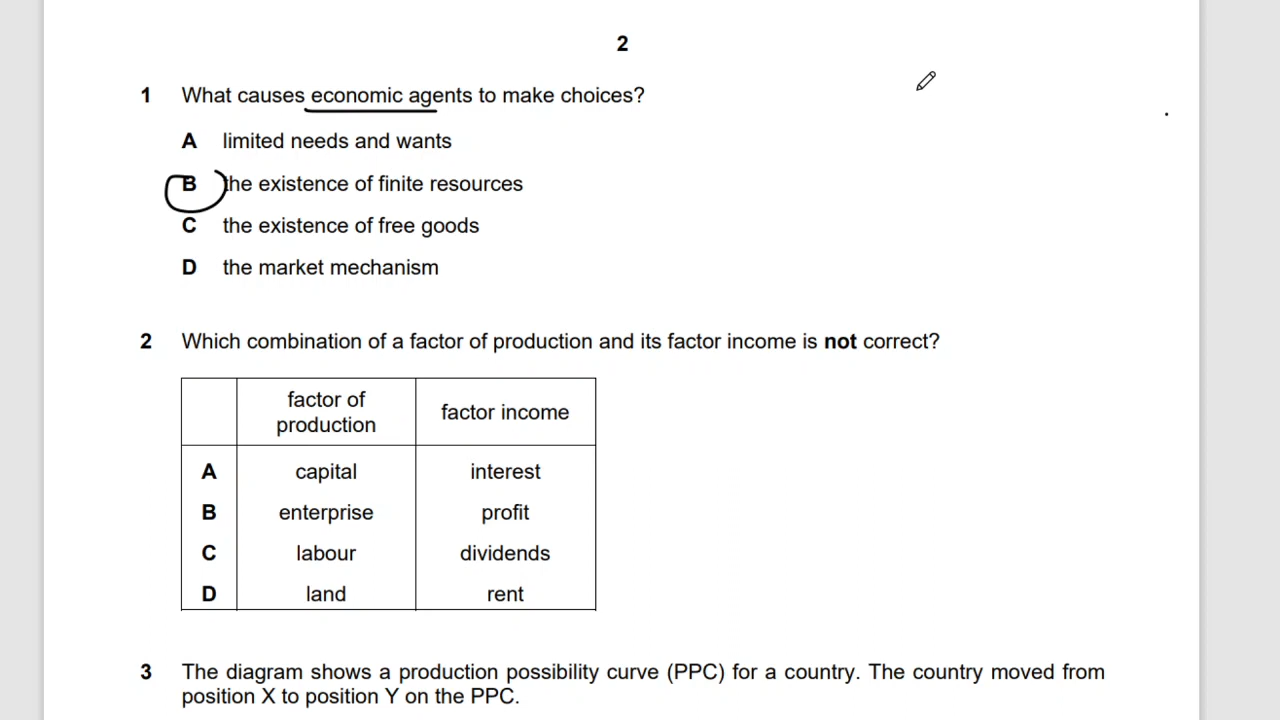 2
1 What causes economic agents to make choices?
A limited needs and wants
B the existence of finite resources
C the existence of free goods
D the market mechanism
2 Which combination of a factor of production and its factor income is not correct?
factor of
production
factor income
A capital interest
B enterprise profit
C labour dividends
D land rent
3 The diagram shows a production possibility curve (PPC) for a country. The country moved from
position X to position Y on the PPC.